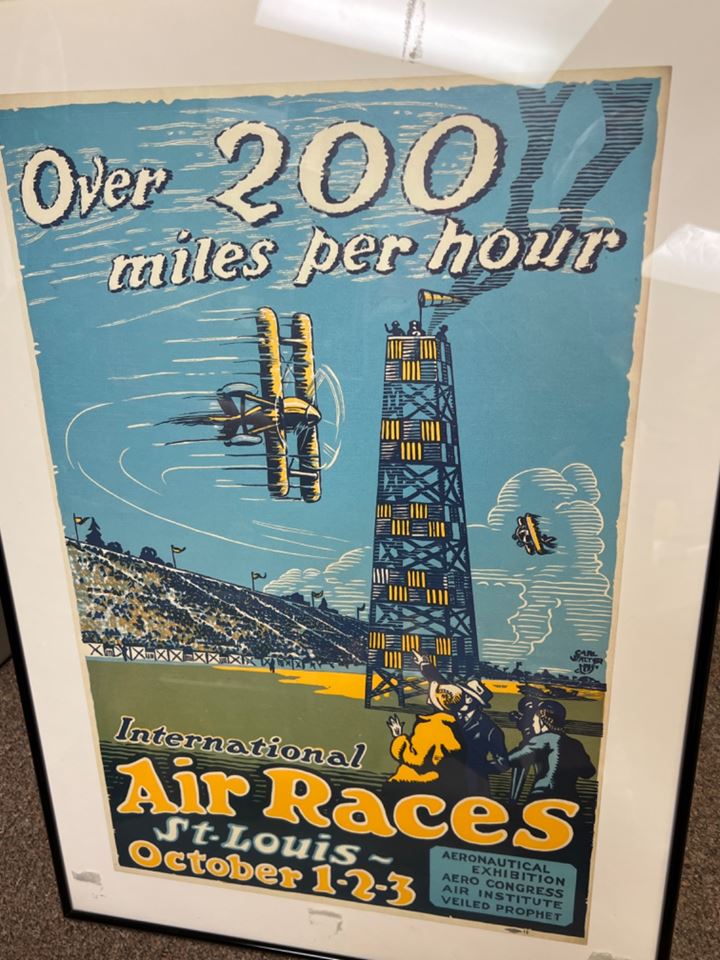 Over 200
miles per hour
CARL
International
Air Races
St-Louis~
October 1-2-3
AERONAUTICAL
EXHIBITION
AERO CONGRESS
AIR INSTITUTE
VEILED PROPHET